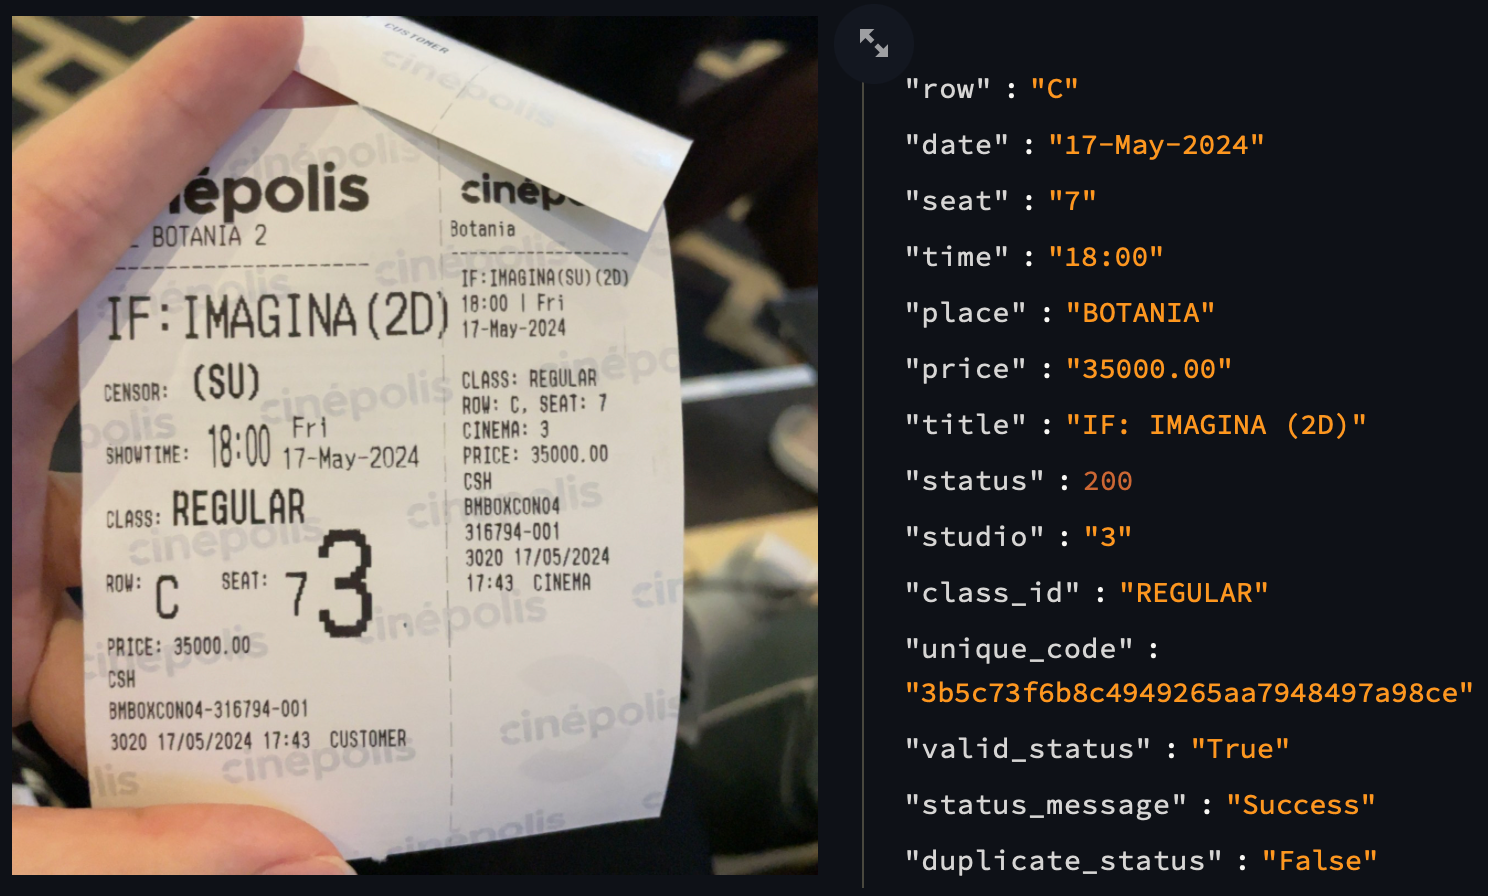 CUSTOMER
cinépolis
népolis
BOTANIA 2
IF:IMAGINA(2D)
CENSOR: (SU)
SHOWTIME: 18:00 Fri
17-May-2024
CLASS: REGULAR
3
ROW: C SEAT: 7
PRICE: 35000.00
CSH
BMBOXCON04-316794-001
3020 17/05/2024 17:43 CUSTOMER
cinép
Botania
IF:IMAGINA(SU)(2D)
18:00 | Fri
17-May-2024
CLASS: REGULAR
ROW: C, SEAT: 7
CINEMA: 3
PRICE: 35000.00
CSH
BMBOXCON04
316794-001
3020 17/05/2024
17:43 CINEMA
"row" : "C"
"date" : "17-May-2024"
"seat" : "7"
"time" : "18:00"
"place" : "BOTANIA"
"price" : "35000.00"
"title" : "IF: IMAGINA (2D)"
"status" : 200
"studio" : "3"
"class_id" : "REGULAR"
"unique_code" :
"3b5c73f6b8c4949265aa7948497a98ce"
"valid_status" : "True"
"status_message" : "Success"
"duplicate_status" : "False"